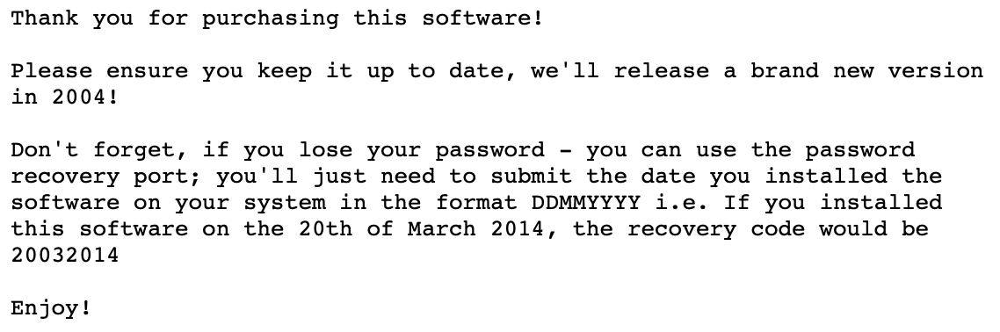 Thank you for purchasing this software!
Please ensure you keep it up to date, we'll release a brand new version
in 2004!
Don't forget, if you lose your password – you can use the password
recovery port; you'll just need to submit the date you installed the
software on your system in the format DDMMYYYY i.e. If you installed
this software on the 20th of March 2014, the recovery code would be
20032014
Enjoy!